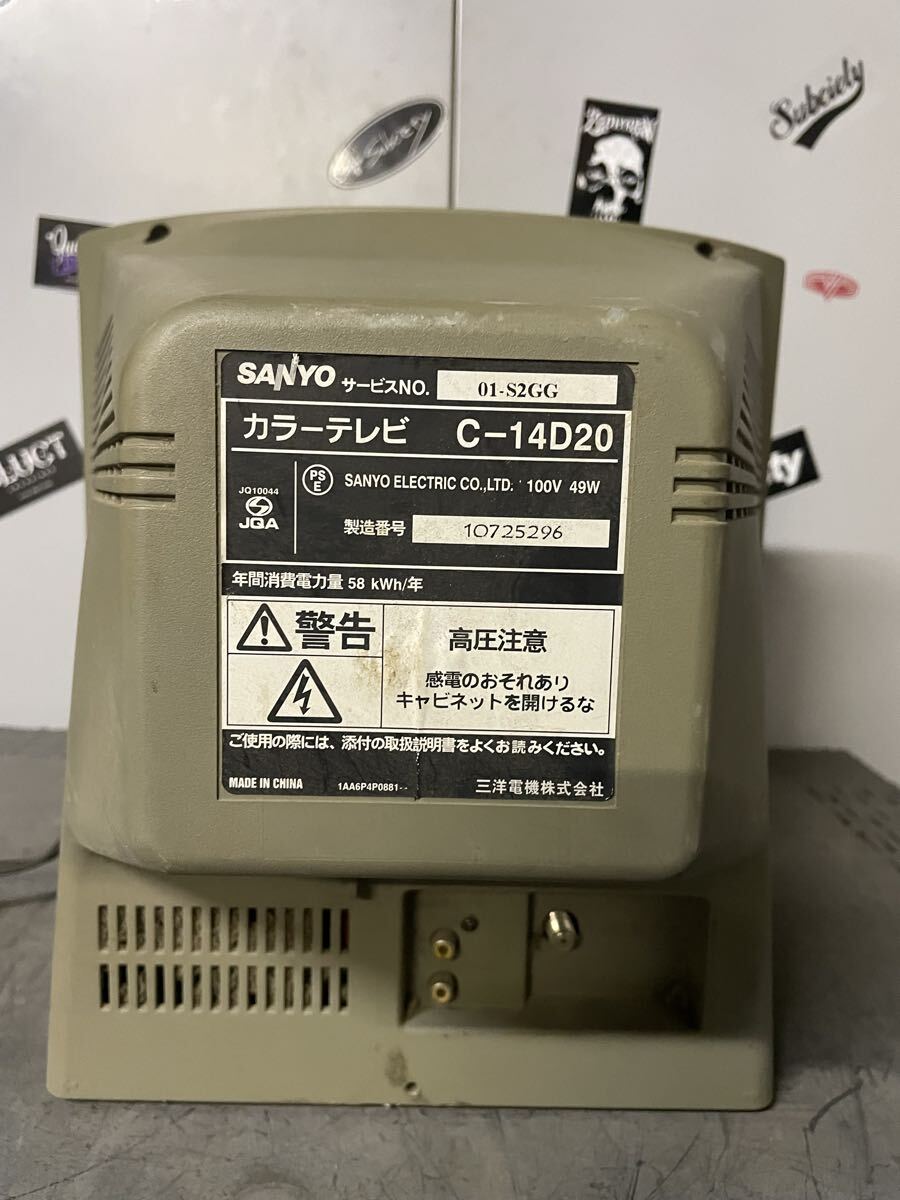 Subciety
SANYO サービスNO. 01-S2GG
カラーテレビ C-14D20
JQ10044
JQA
PS
E
SANYO ELECTRIC CO.,LTD. 100V 49W
製造番号 10725296
年間消費電力量 58 kWh/年
警告
高圧注意
感電のおそれあり
キャビネットを開けるな
ご使用の際には、添付の取扱説明書をよくお読みください。
MADE IN CHINA 1AA6P4P0881--
三洋電機株式会社